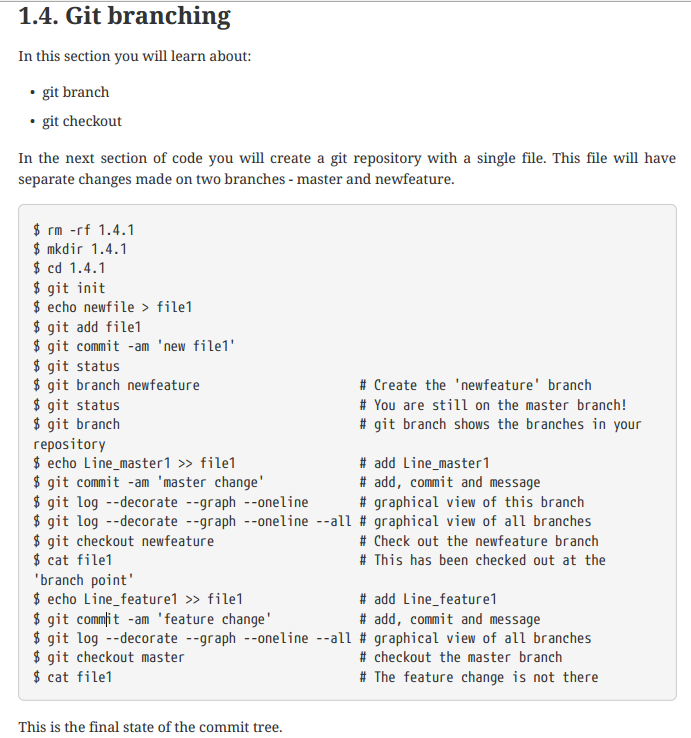 1.4. Git branching
In this section you will learn about:
• git branch
• git checkout
In the next section of code you will create a git repository with a single file. This file will have
separate changes made on two branches - master and newfeature.
$ rm -rf 1.4.1
$ mkdir 1.4.1
$ cd 1.4.1
$ git init
$ echo newfile > file1
$ git add file1
$ git commit -am 'new file1'
$ git status
$ git branch newfeature # Create the 'newfeature' branch
$ git status # You are still on the master branch!
$ git branch # git branch shows the branches in your
repository
$ echo Line_master1 >> file1 # add Line_master1
$ git commit -am 'master change' # add, commit and message
$ git log --decorate --graph --oneline # graphical view of this branch
$ git log --decorate --graph --oneline --all # graphical view of all branches
$ git checkout newfeature # Check out the newfeature branch
$ cat file1 # This has been checked out at the
'branch point'
$ echo Line_feature1 >> file1 # add Line_feature1
$ git commit -am 'feature change' # add, commit and message
$ git log --decorate --graph --oneline --all # graphical view of all branches
$ git checkout master # checkout the master branch
$ cat file1 # The feature change is not there
This is the final state of the commit tree.